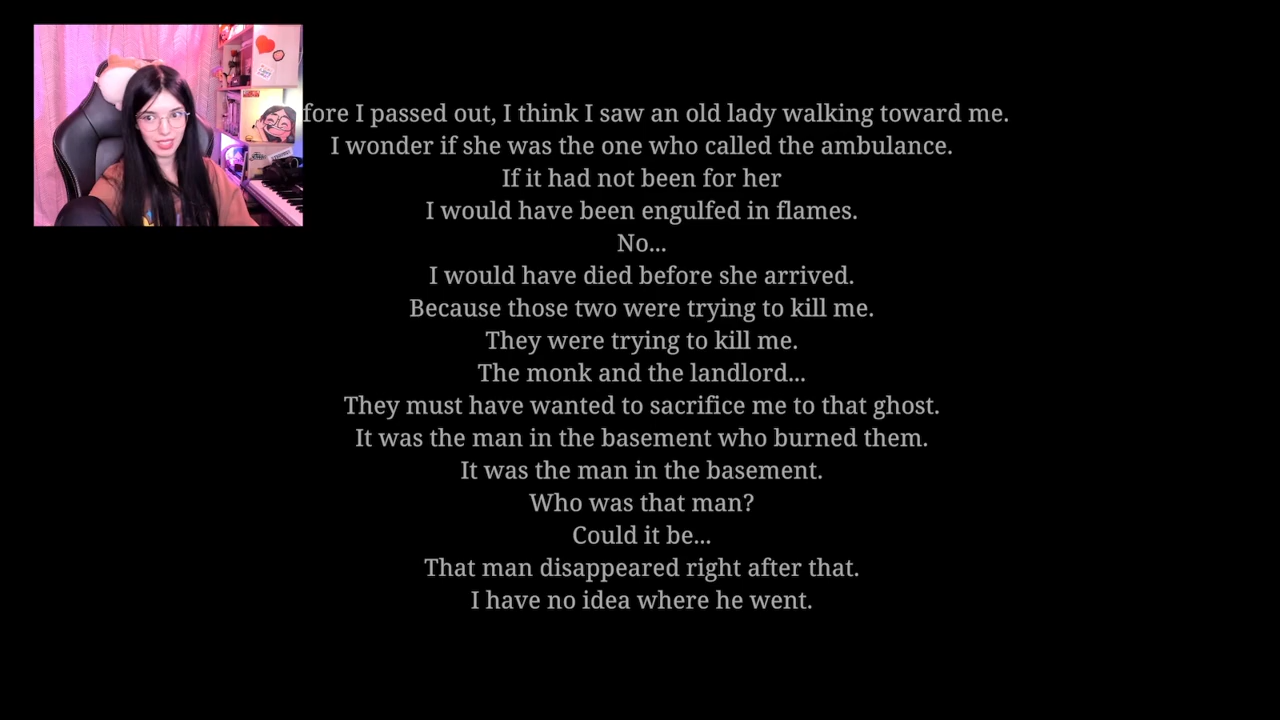 fore I passed out, I think I saw an old lady walking toward me.
I wonder if she was the one who called the ambulance.
If it had not been for her
I would have been engulfed in flames.
No...
I would have died before she arrived.
Because those two were trying to kill me.
They were trying to kill me.
The monk and the landlord...
They must have wanted to sacrifice me to that ghost.
It was the man in the basement who burned them.
It was the man in the basement.
Who was that man?
Could it be...
That man disappeared right after that.
I have no idea where he went.